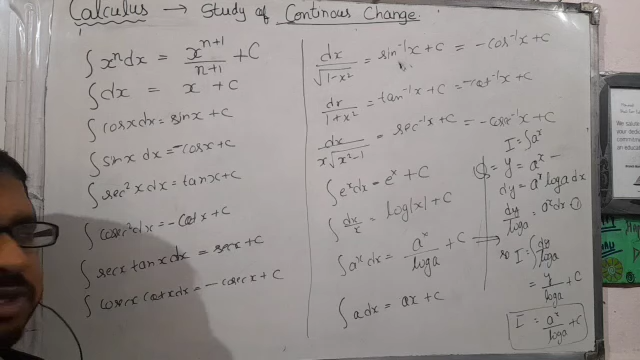 Calculus → Study of Continous Change
∫ xⁿ dx = xⁿ⁺¹/n+1 + C
∫ dx = x + C
∫ cosx dx = sinx + C
∫ sinx dx = -cosx + C
∫ sec²x dx = tanx + C
∫ cosec²dx = -cotx + C
∫ secx tanx dx = secx + C
∫ cosecx cotx dx = -cosecx + C
dx/√1-x² = sin⁻¹x + C = -cos⁻¹x + C
dx/1+x² = tan⁻¹x + C = -cot⁻¹x + C
dx/x√x²-1 = sec⁻¹x + C = -cosec⁻¹x + C
∫ eˣdx = eˣ + C
∫ dx/x = log|x| + C
∫ aˣdx = aˣ/loga + C ⟹
∫ a dx = ax + C
I = ∫aˣ
y = aˣ
dy = aˣ loga dx
dy/loga = aˣdx ①
so I = ∫ dy/loga
= y/loga + C
I = aˣ/loga + C